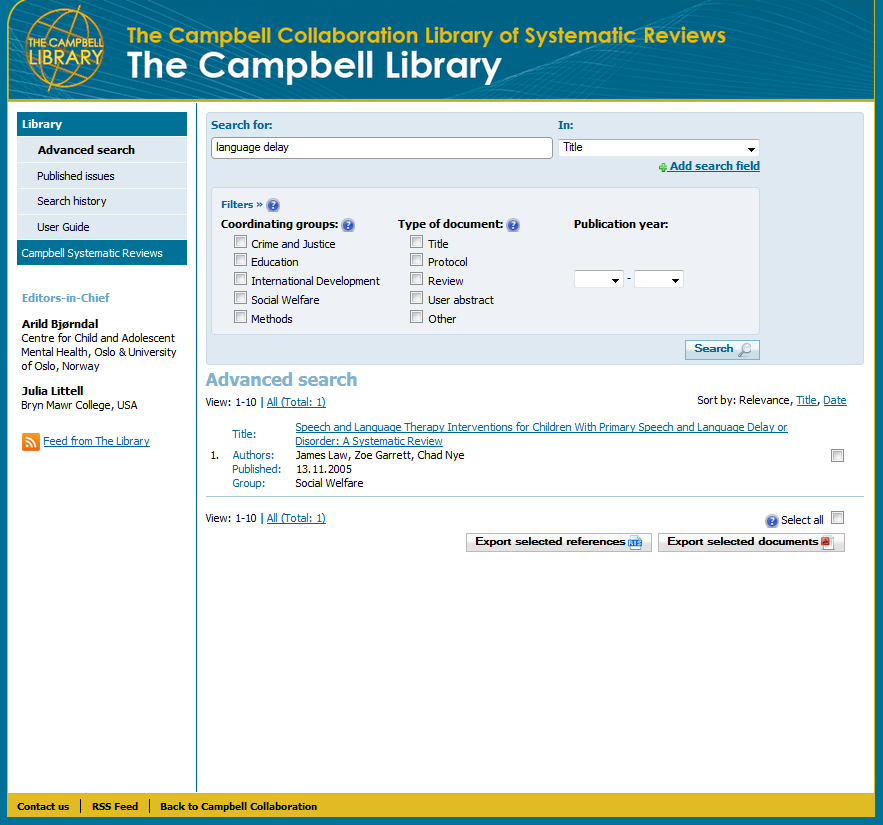 THE CAMPBELL
LIBRARY
The Campbell Collaboration Library of Systematic Reviews
The Campbell Library
Library
Advanced search
Published issues
Search history
User Guide
Campbell Systematic Reviews
Editors-in-Chief
Arild Bjørndal
Centre for Child and Adolescent
Mental Health, Oslo & University
of Oslo, Norway
Julia Littell
Bryn Mawr College, USA
Feed from The Library
Search for: In:
language delay Title
Add search field
Filters »
Coordinating groups: Type of document: Publication year:
Crime and Justice Title
Education Protocol
International Development Review
Social Welfare User abstract
Methods Other
-
Search
Advanced search
View: 1-10 | All (Total: 1) Sort by: Relevance, Title, Date
Title: Speech and Language Therapy Interventions for Children With Primary Speech and Language Delay or
Disorder: A Systematic Review
1. Authors: James Law, Zoe Garrett, Chad Nye
Published: 13.11.2005
Group: Social Welfare
View: 1-10 | All (Total: 1) Select all
Export selected references Export selected documents
Contact us | RSS Feed | Back to Campbell Collaboration